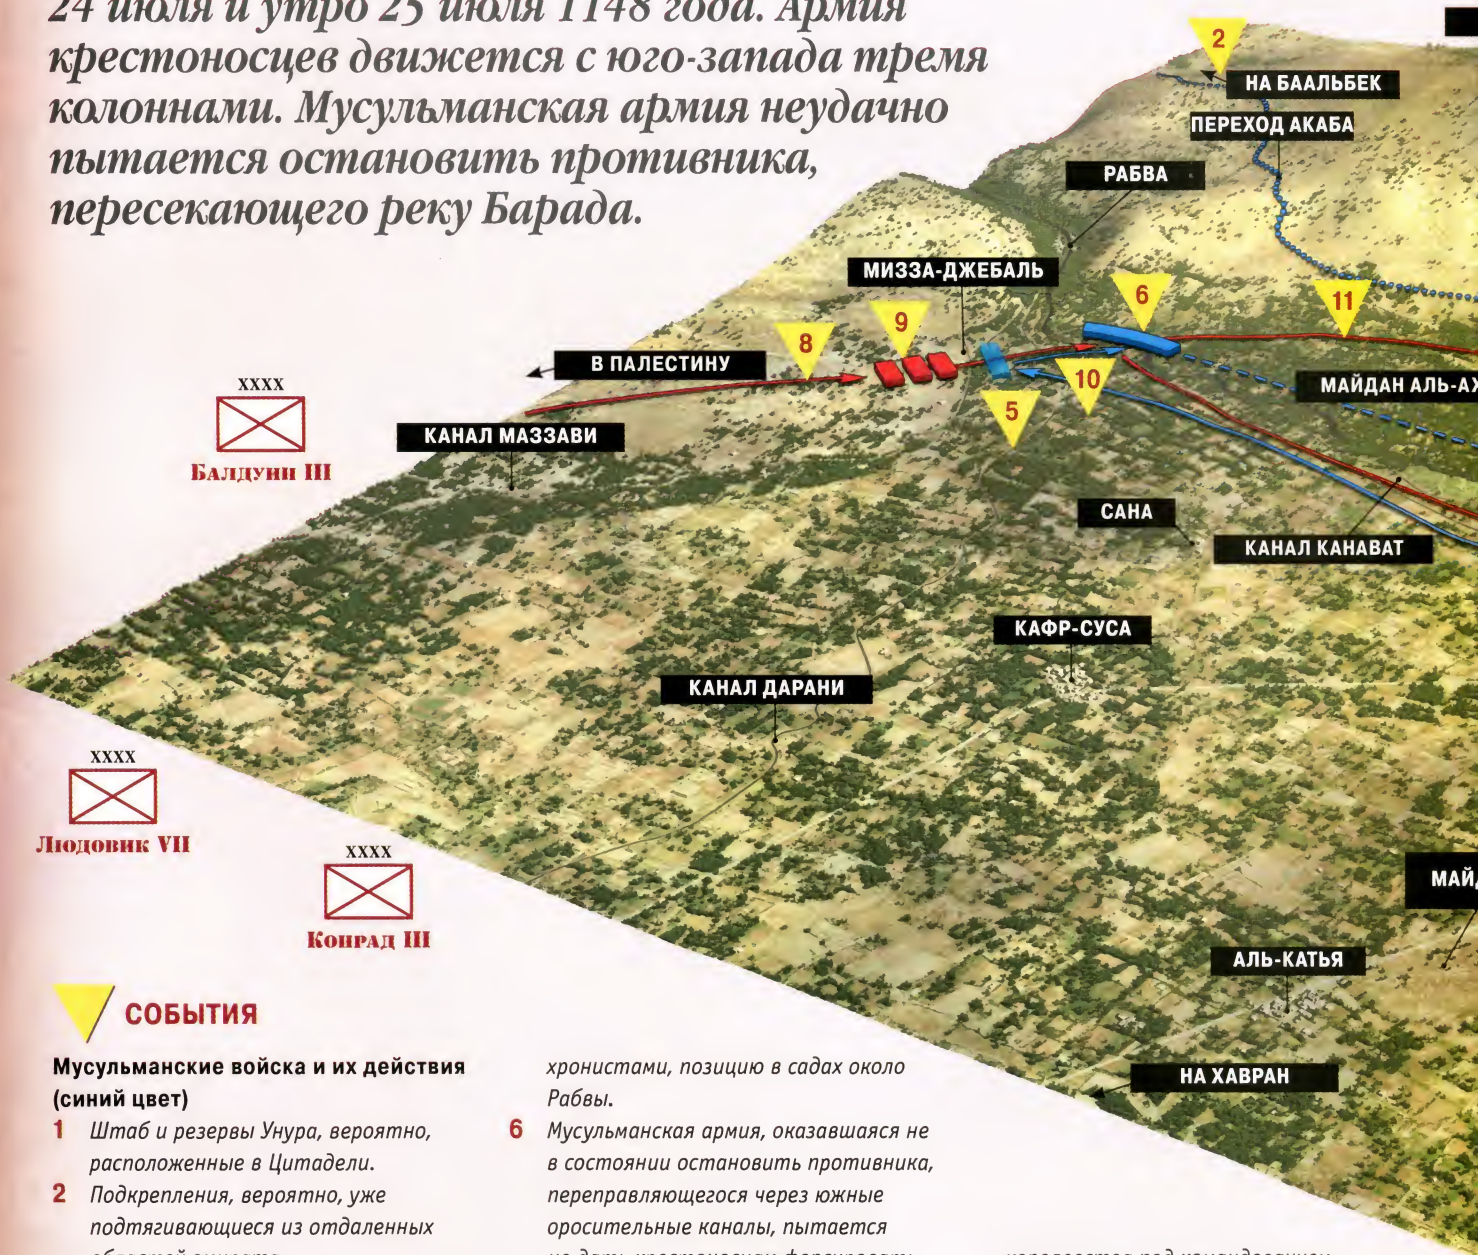 24 июля и утро 25 июля 1148 года. Армия
крестоносцев движется с юго-запада тремя
колоннами. Мусульманская армия неудачно
пытается остановить противника,
пересекающего реку Барада.
2
НА БААЛЬБЕК
ПЕРЕХОД АКАБА
РАБВА
МИЗЗА-ДЖЕБАЛЬ
6
11
9
8
В ПАЛЕСТИНУ
10
МАЙДАН АЛЬ-АХ
5
XXXX
Балдуин III
КАНАЛ МАЗЗАВИ
САНА
КАНАЛ КАНАВАТ
КАФР-СУСА
КАНАЛ ДАРАНИ
XXXX
Людовик VII
XXXX
Конрад III
МАЙД
АЛЬ-КАТЬЯ
НА ХАВРАН
СОБЫТИЯ
Мусульманские войска и их действия
(синий цвет)
1 Штаб и резервы Унура, вероятно,
расположенные в Цитадели.
2 Подкрепления, вероятно, уже
подтягивающиеся из отдаленных
хронистами, позицию в садах около
Рабвы.
6 Мусульманская армия, оказавшаяся не
в состоянии остановить противника,
переправляющегося через южные
оросительные каналы, пытается